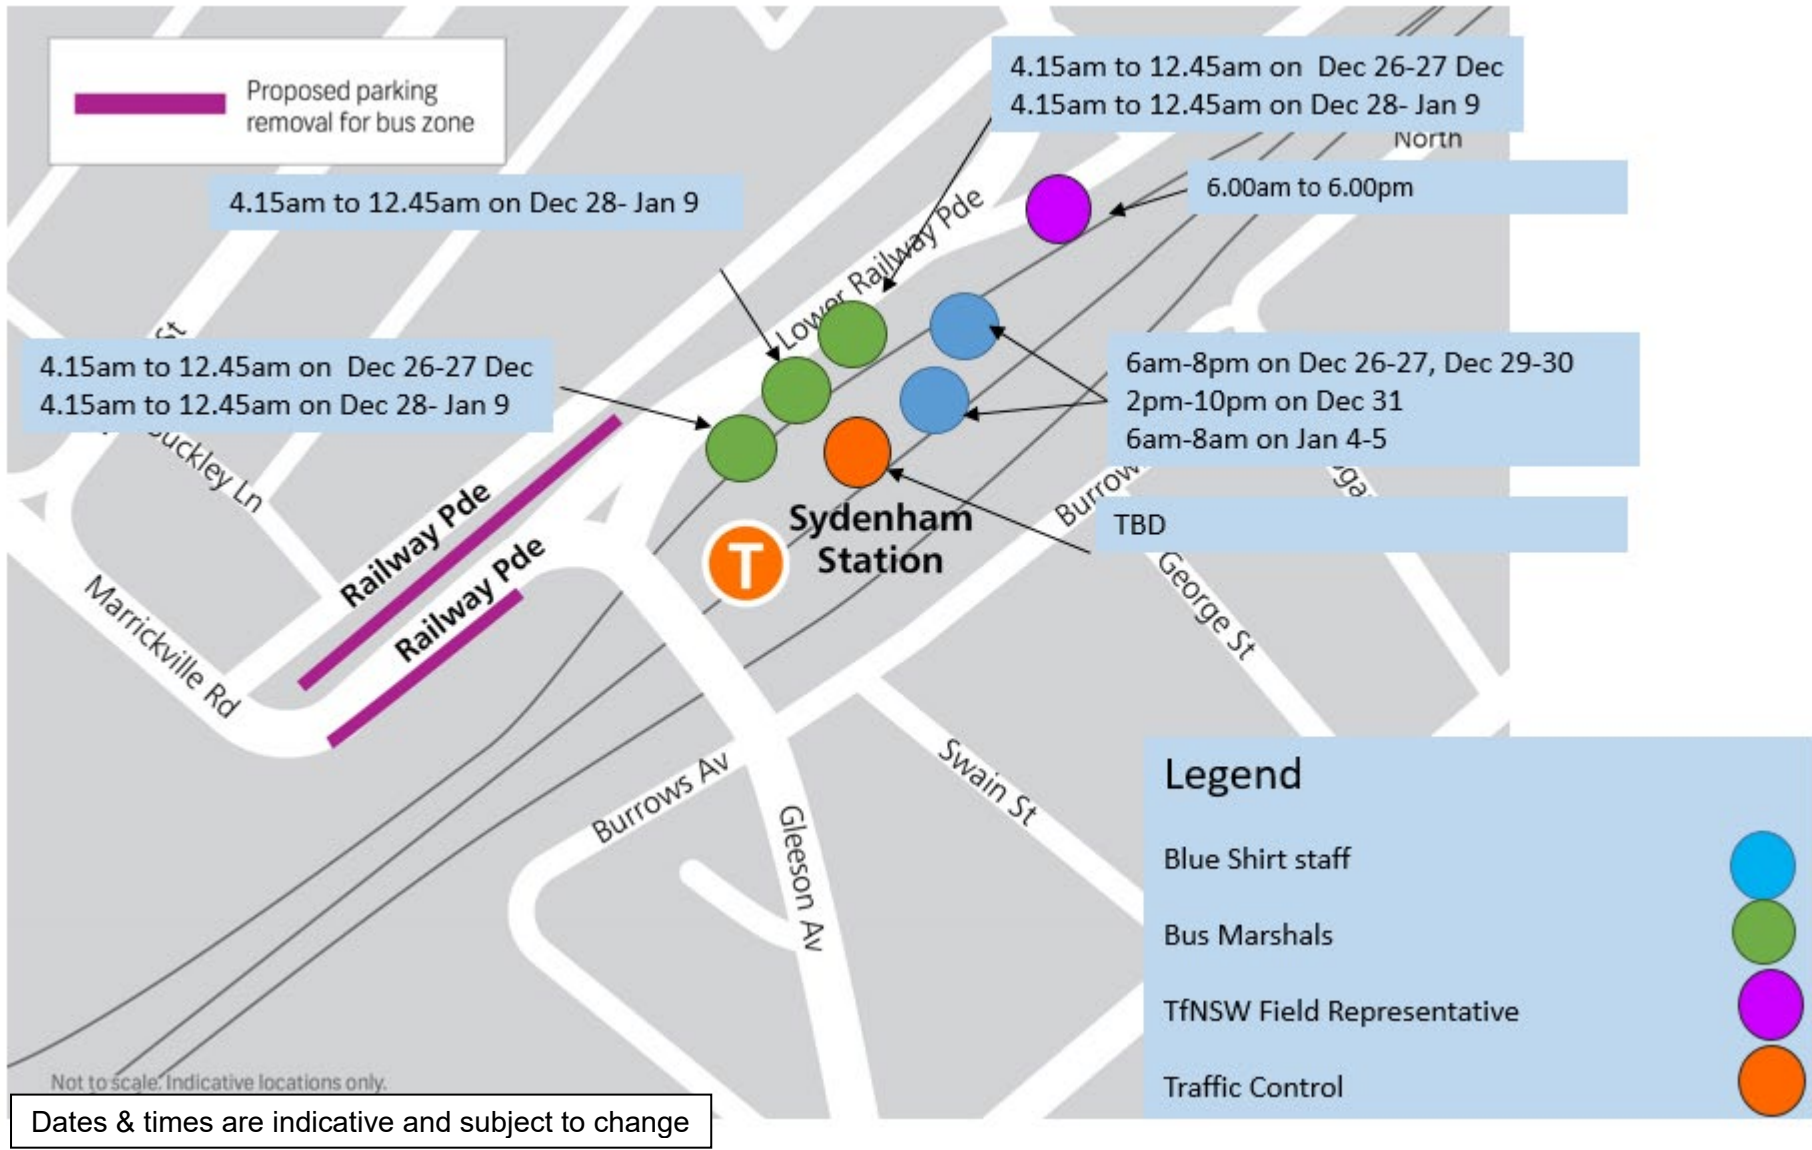 Proposed parking
removal for bus zone
4.15am to 12.45am on  Dec 26-27 Dec
4.15am to 12.45am on Dec 28- Jan 9
North
6.00am to 6.00pm
4.15am to 12.45am on Dec 28- Jan 9
Lower Railway Pde
St
4.15am to 12.45am on  Dec 26-27 Dec
4.15am to 12.45am on Dec 28- Jan 9
6am-8pm on Dec 26-27, Dec 29-30
2pm-10pm on Dec 31
6am-8am on Jan 4-5
uckley Ln
Railway Pde
Railway Pde
Marrickville Rd
T
Sydenham
Station
Burrow
TBD
George St
Burrows Av
Swain St
Gleeson Av
Legend
Blue Shirt staff
Bus Marshals
TfNSW Field Representative
Traffic Control
Not to scale. Indicative locations only.
Dates & times are indicative and subject to change